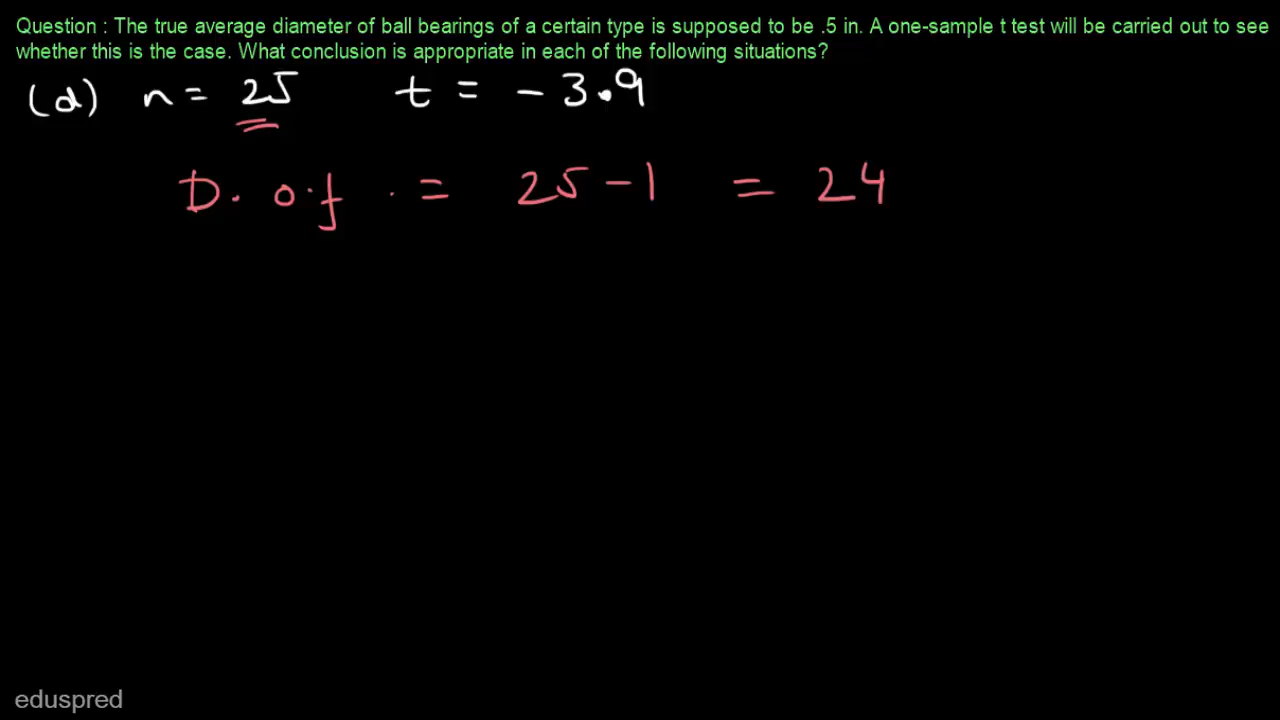 Question : The true average diameter of ball bearings of a certain type is supposed to be .5 in. A one-sample t test will be carried out to see
whether this is the case. What conclusion is appropriate in each of the following situations?
(d) n = 25 t = - 3.9
D. o.f . = 25 - 1 = 24
eduspred